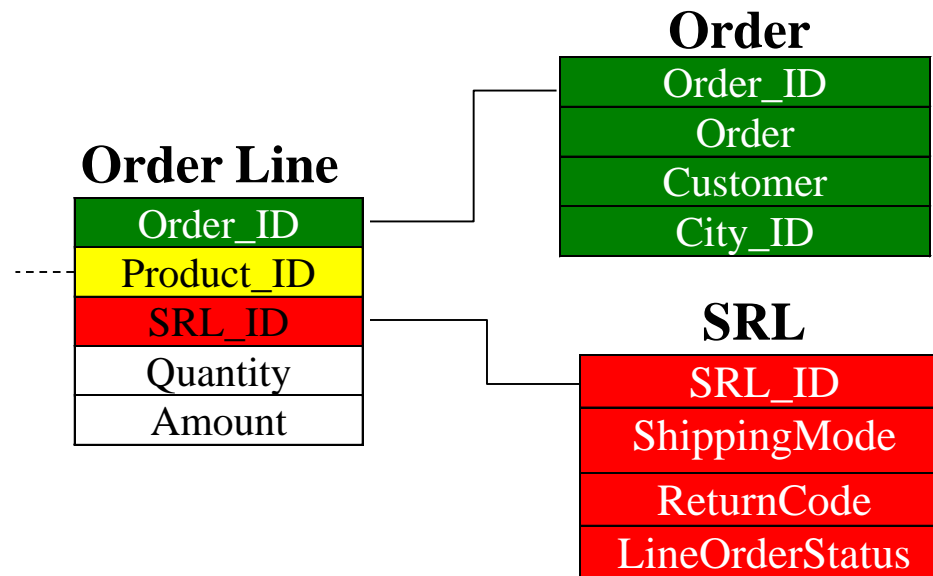 Order
Order_ID
Order
Customer
City_ID
Order Line
Order_ID
Product_ID
SRL_ID
Quantity
Amount
SRL
SRL_ID
ShippingMode
ReturnCode
LineOrderStatus